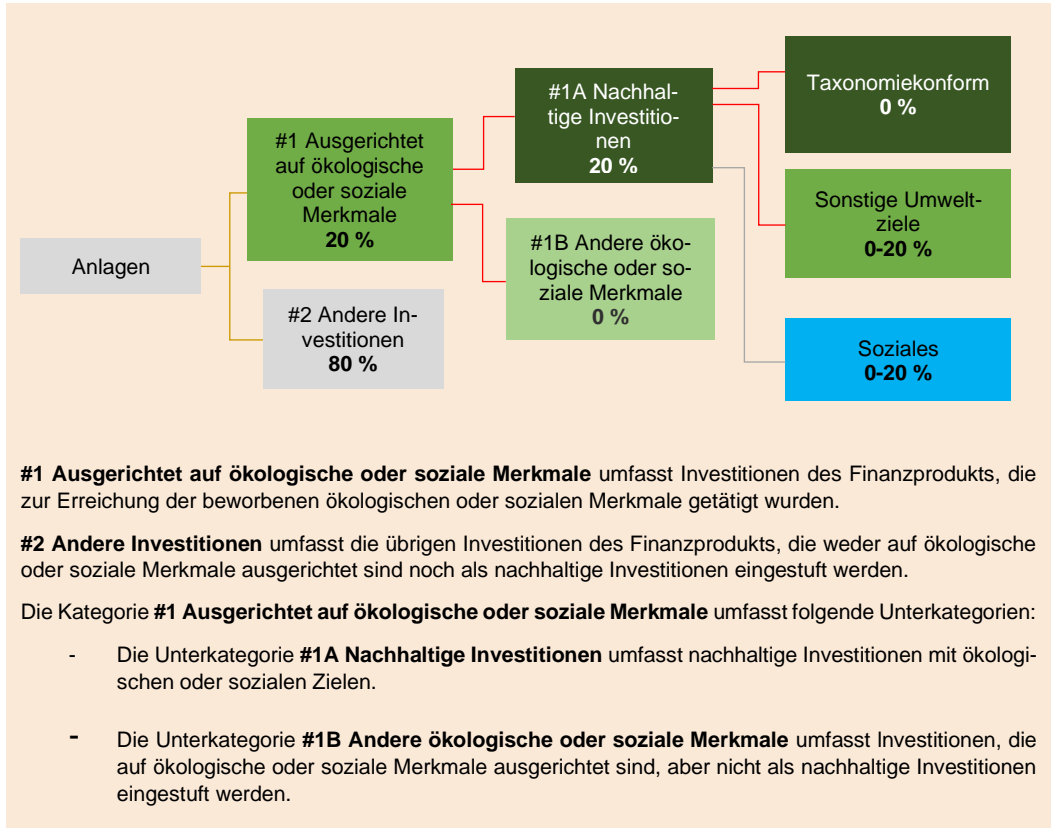 Anlagen
#1 Ausgerichtet
auf ökologische
oder soziale
Merkmale
20 %
#2 Andere In-
vestitionen
80 %
#1A Nachhal-
tige Investitio-
nen
20 %
#1B Andere öko-
logische oder so-
ziale Merkmale
0 %
Taxonomiekonform
0 %
Sonstige Umwelt-
ziele
0-20 %
Soziales
0-20 %
#1 Ausgerichtet auf ökologische oder soziale Merkmale umfasst Investitionen des Finanzprodukts, die
zur Erreichung der beworbenen ökologischen oder sozialen Merkmale getätigt wurden.
#2 Andere Investitionen umfasst die übrigen Investitionen des Finanzprodukts, die weder auf ökologische
oder soziale Merkmale ausgerichtet sind noch als nachhaltige Investitionen eingestuft werden.
Die Kategorie #1 Ausgerichtet auf ökologische oder soziale Merkmale umfasst folgende Unterkategorien:
- Die Unterkategorie #1A Nachhaltige Investitionen umfasst nachhaltige Investitionen mit ökologi-
schen oder sozialen Zielen.
- Die Unterkategorie #1B Andere ökologische oder soziale Merkmale umfasst Investitionen, die
auf ökologische oder soziale Merkmale ausgerichtet sind, aber nicht als nachhaltige Investitionen
eingestuft werden.